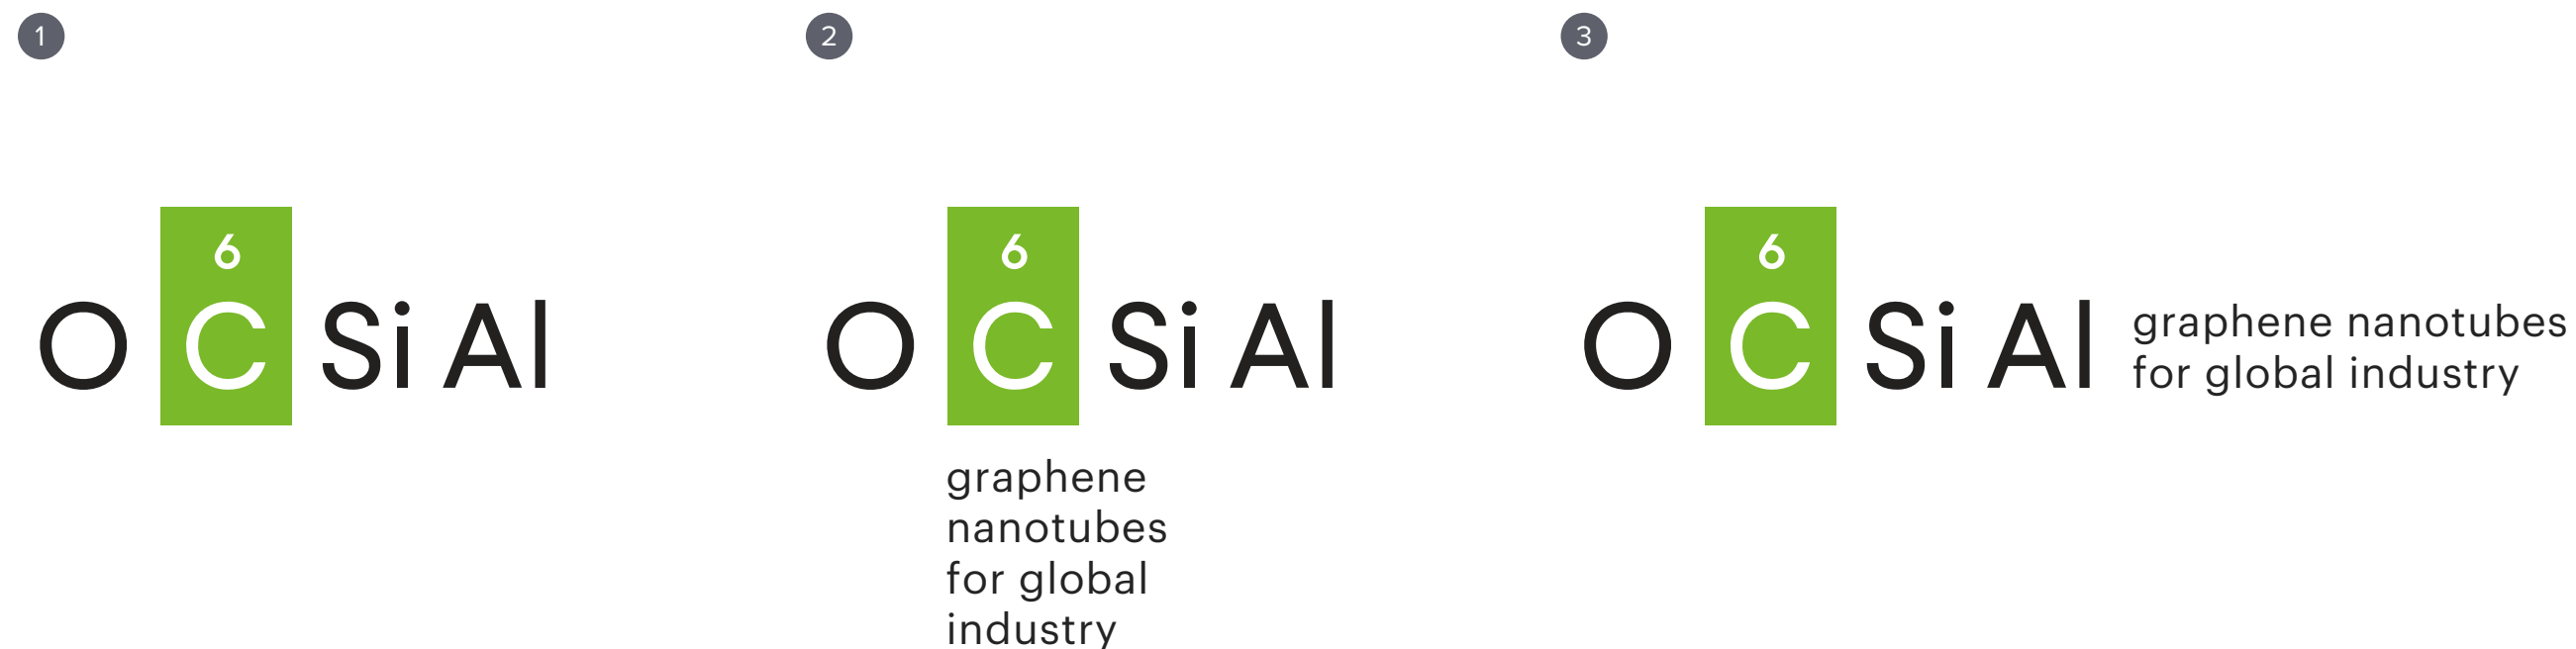 1
6
O C Si Al
2
6
O C Si Al
graphene
nanotubes
for global
industry
3
6
O C Si Al
graphene nanotubes
for global industry